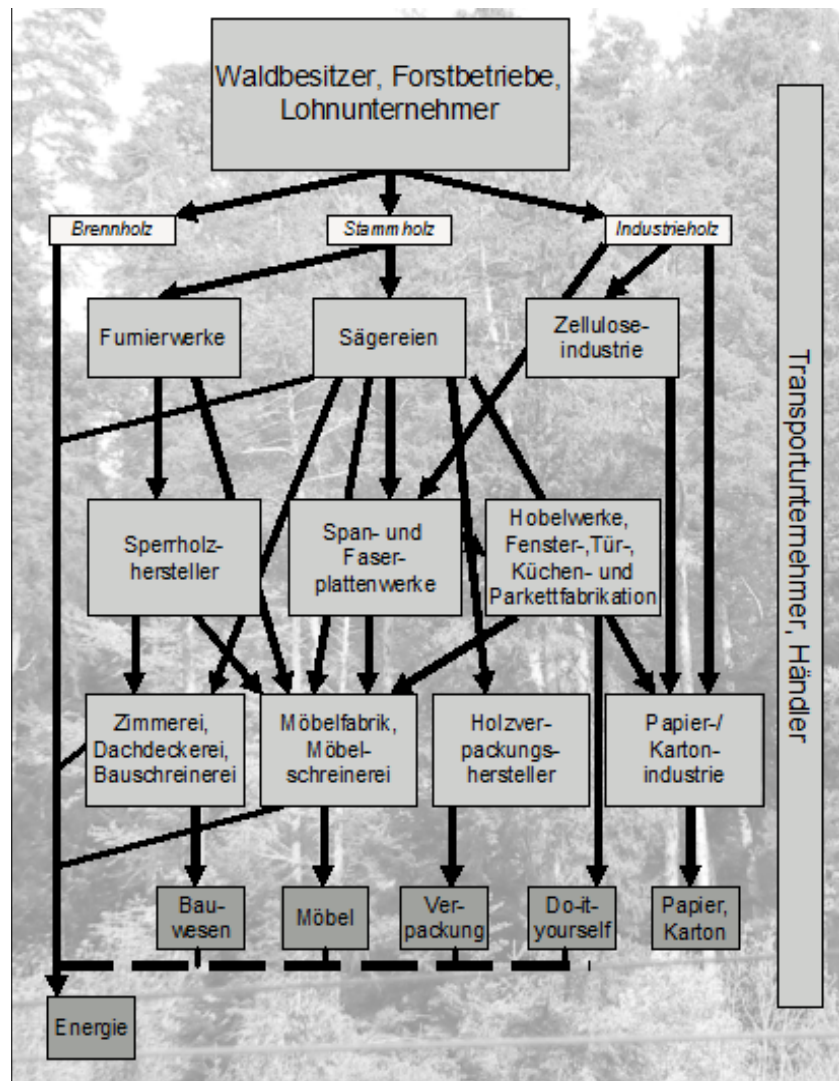 Waldbesitzer, Forstbetriebe,
Lohnunternehmer
Brennholz
Stammholz
Industrieholz
Furnierwerke
Sägereien
Zellulose-
industrie
Transportunternehmer, Händler
Sperrholz-
hersteller
Span- und
Faser-
plattenwerke
Hobelwerke,
Fenster-,Tür-,
Küchen- und
Parkettfabrikation
Zimmerei,
Dachdeckerei,
Bauschreinerei
Möbelfabrik,
Möbel-
schreinerei
Holzver-
packungs-
hersteller
Papier-/
Karton-
industrie
Bau-
wesen
Möbel
Ver-
packung
Do-it-
yourself
Papier,
Karton
Energie